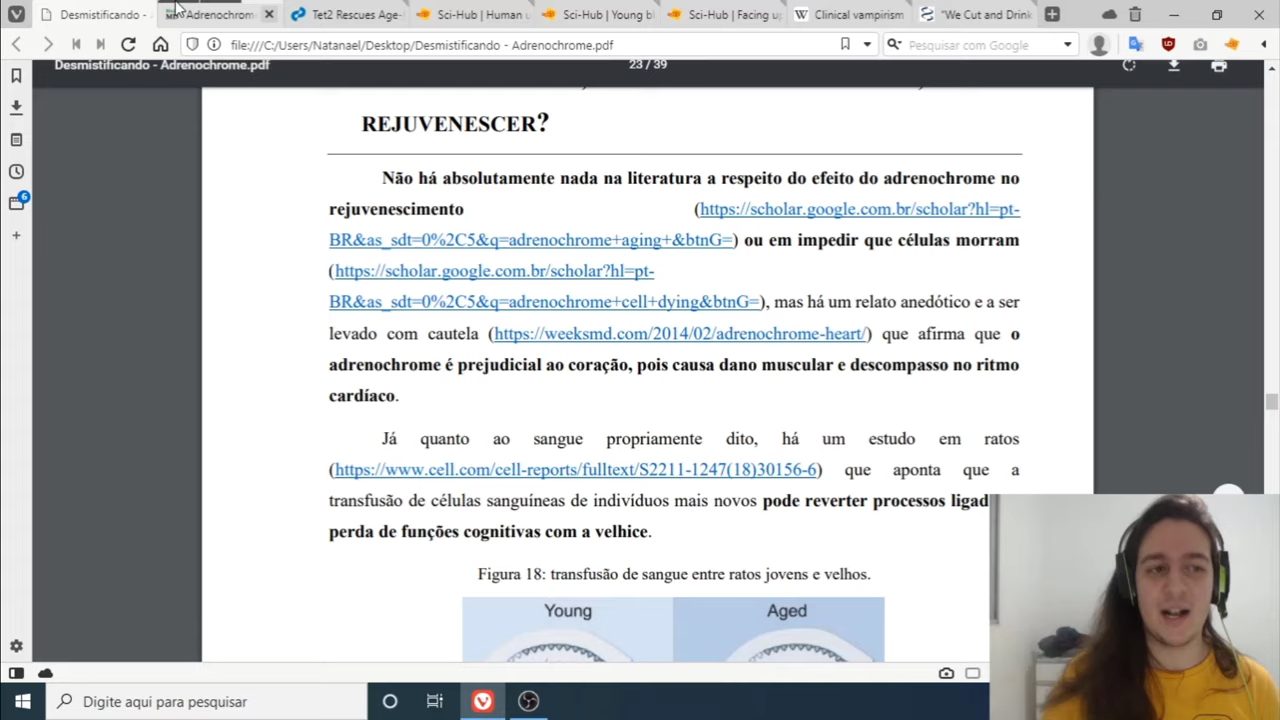 Desmistificando -
Adrenochrom
Tet2 Rescues Age-
Sci-Hub | Human u
Sci-Hub | Young bl
Sci-Hub | Facing u
Clinical vampirism
"We Cut and Drink
file:///C:/Users/Natanael/Desktop/Desmistificando - Adrenochrome.pdf
Pesquisar com Google
Desmistificando - Adrenochrome.pdf
23 / 39
6
REJUVENESCER?
Não há absolutamente nada na literatura a respeito do efeito do adrenochrome no
rejuvenescimento (https://scholar.google.com.br/scholar?hl=pt-
BR&as_sdt=0%2C5&q=adrenochrome+aging+&btnG=) ou em impedir que células morram
(https://scholar.google.com.br/scholar?hl=pt-
BR&as_sdt=0%2C5&q=adrenochrome+cell+dying&btnG=), mas há um relato anedótico e a ser
levado com cautela (https://weeksmd.com/2014/02/adrenochrome-heart/) que afirma que o
adrenochrome é prejudicial ao coração, pois causa dano muscular e descompasso no ritmo
cardíaco.
Já quanto ao sangue propriamente dito, há um estudo em ratos
(https://www.cell.com/cell-reports/fulltext/S2211-1247(18)30156-6) que aponta que a
transfusão de células sanguíneas de indivíduos mais novos pode reverter processos ligad
perda de funções cognitivas com a velhice.
Figura 18: transfusão de sangue entre ratos jovens e velhos.
Young
Aged
Digite aqui para pesquisar